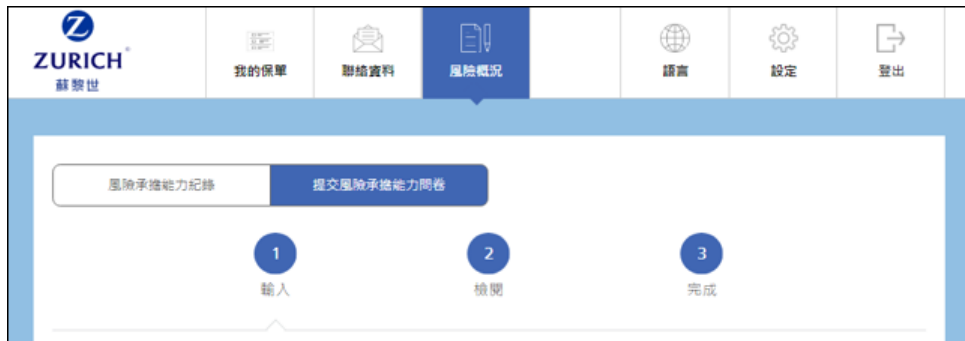 ZURICH
蘇黎世
我的保單
聯絡資料
風險概況
語言
設定
登出
風險承擔能力紀錄
提交風險承擔能力問卷
1
2
3
輸入
檢閱
完成